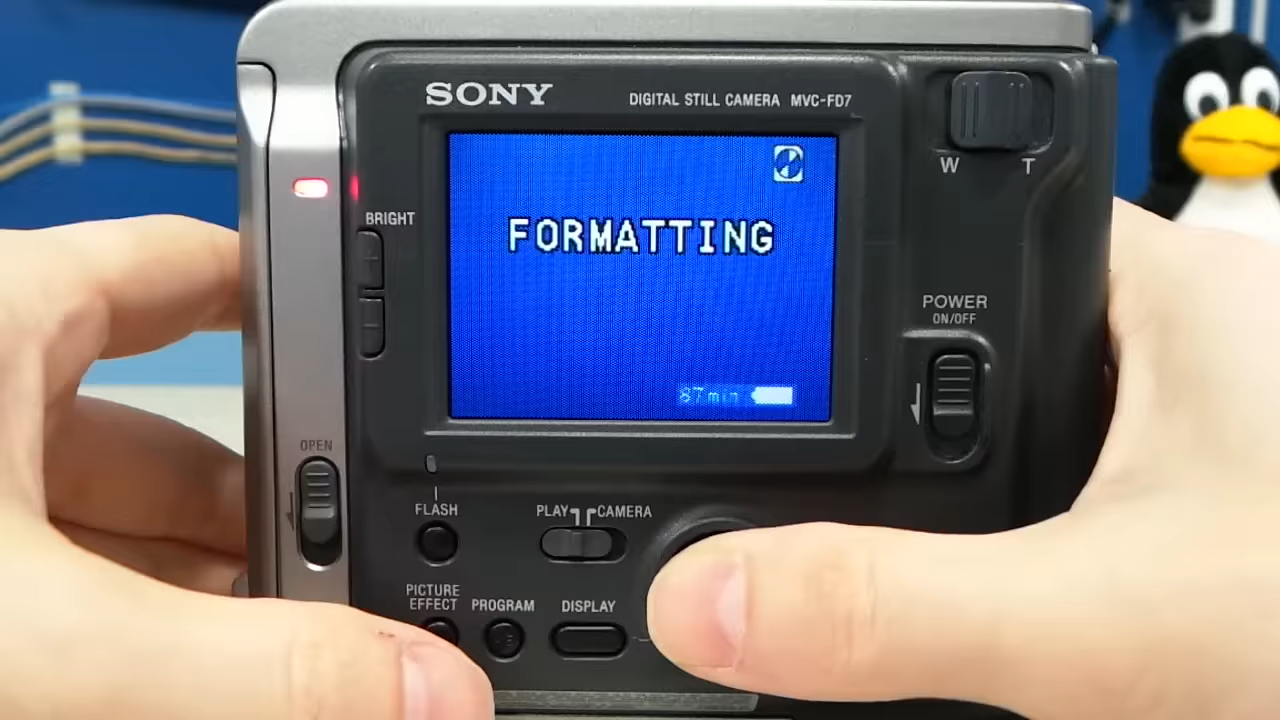 SONY
DIGITAL STILL CAMERA MVC-FD7
W T
BRIGHT
FORMATTING
POWER
ON/OFF
87min
OPEN
FLASH
PLAY CAMERA
PICTURE
EFFECT
PROGRAM
DISPLAY